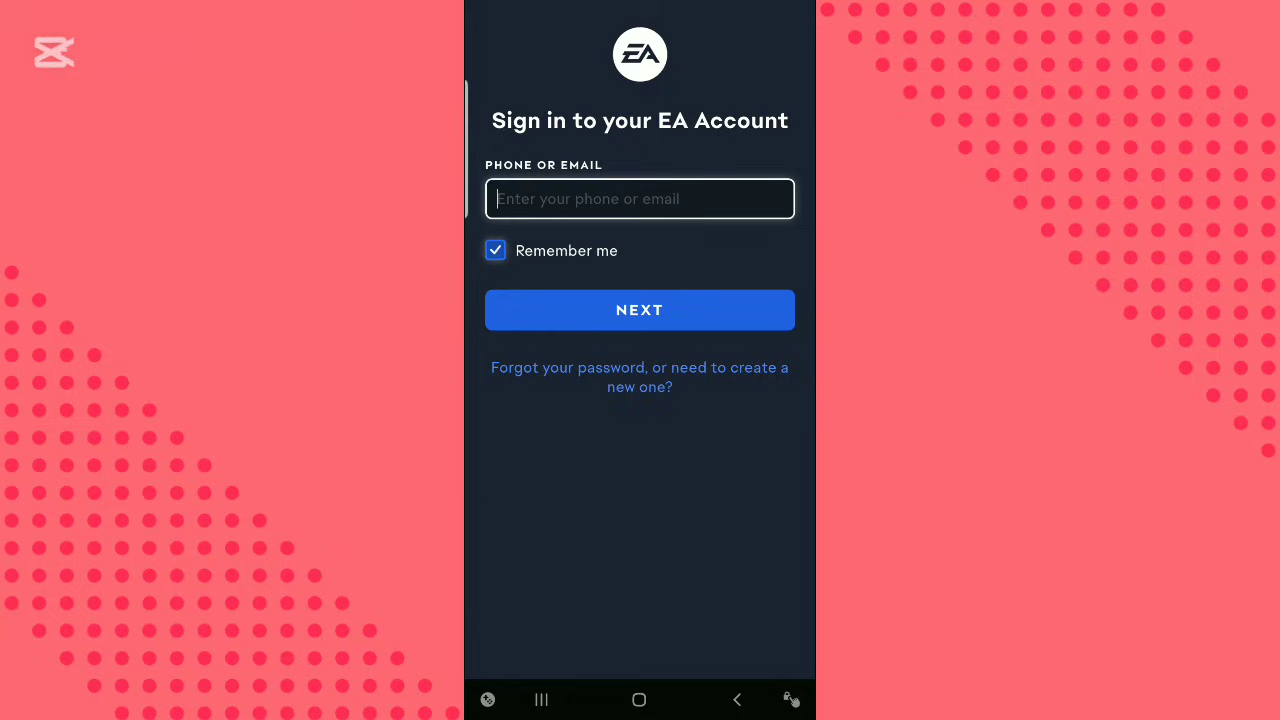 EA
Sign in to your EA Account
PHONE OR EMAIL
Enter your phone or email
Remember me
NEXT
Forgot your password, or need to create a
new one?